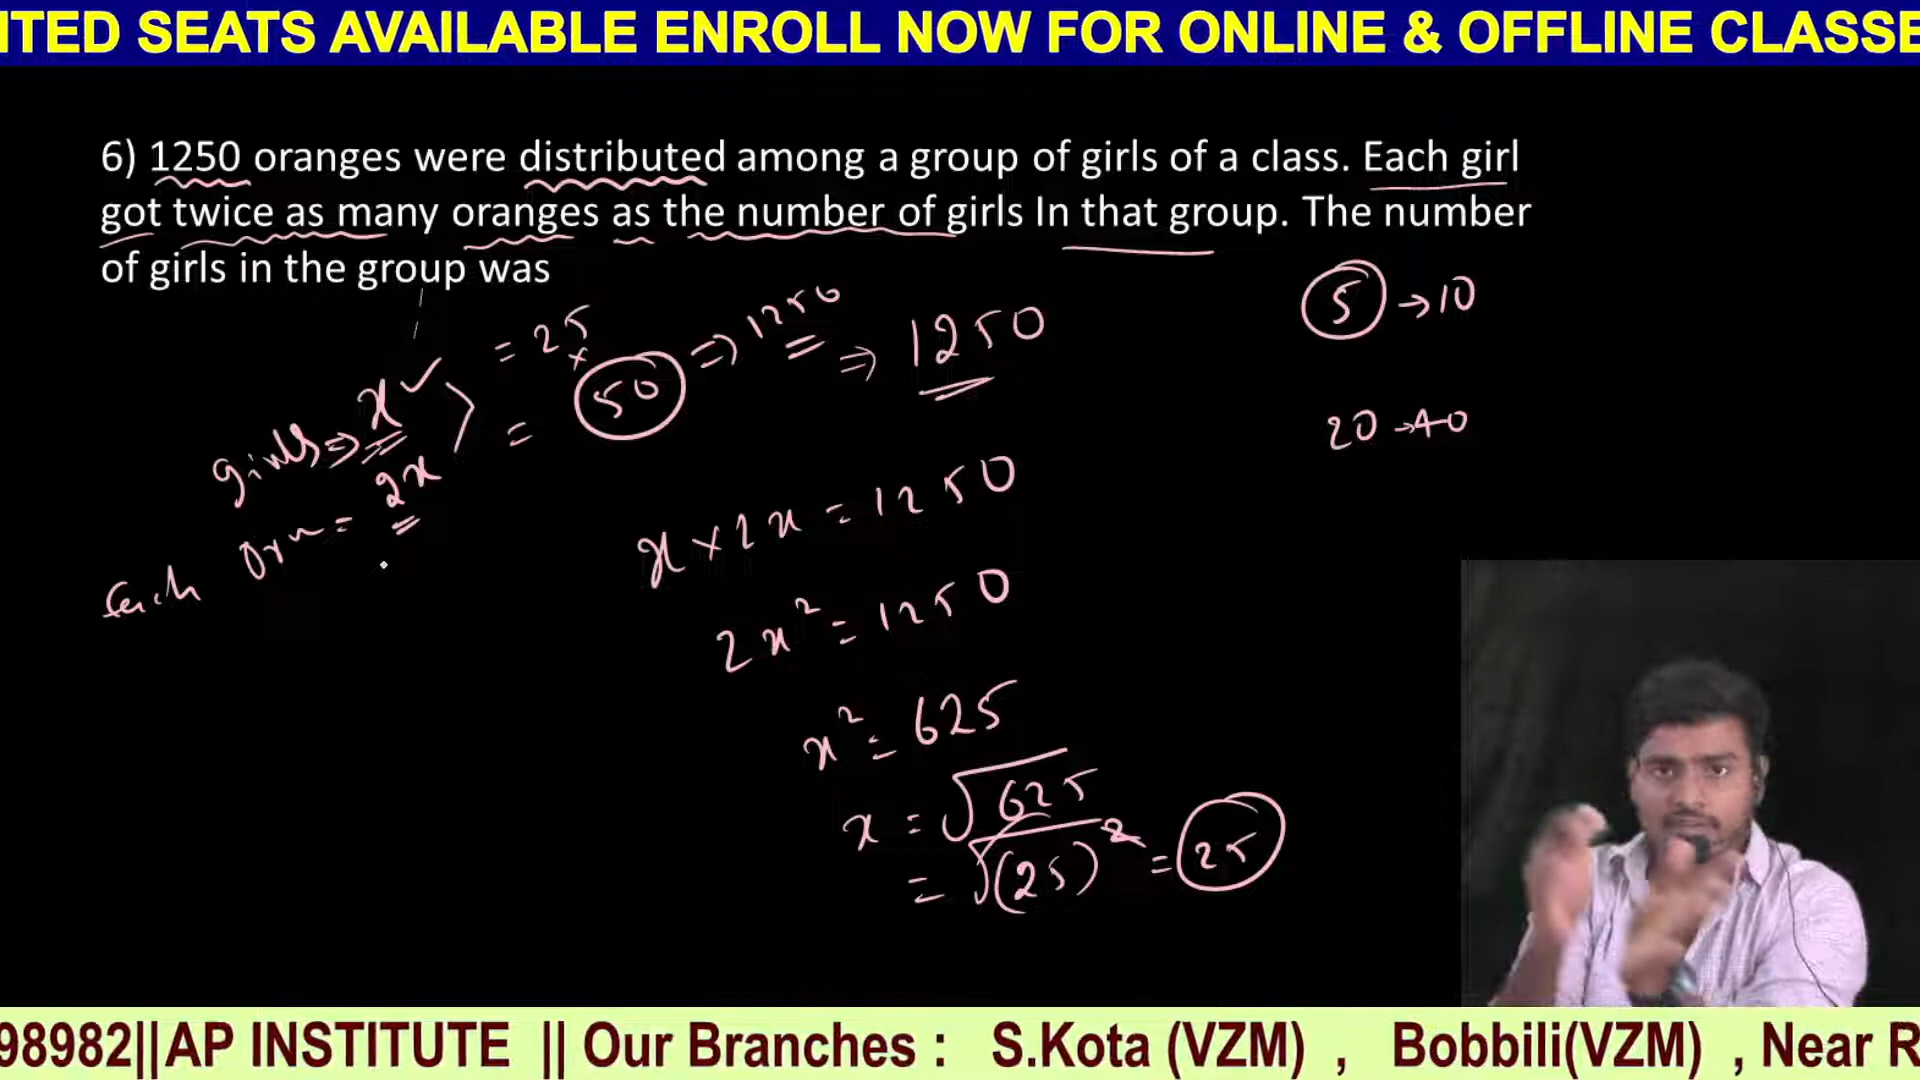 ITED SEATS AVAILABLE ENROLL NOW FOR ONLINE & OFFLINE CLASSE
6) 1250 oranges were distributed among a group of girls of a class. Each girl
got twice as many oranges as the number of girls In that group. The number
of girls in the group was
5 → 10
20 → 40
girls ⇒ x ✓ = 25
×
= 50 ⇒ 1250 ⇒ 1250
Each = 2x
x × 2x = 1250
2x² = 1250
x² = 625
x = √625
= √(25)² = 25
98982||AP INSTITUTE || Our Branches : S.Kota (VZM) , Bobbili(VZM) , Near R